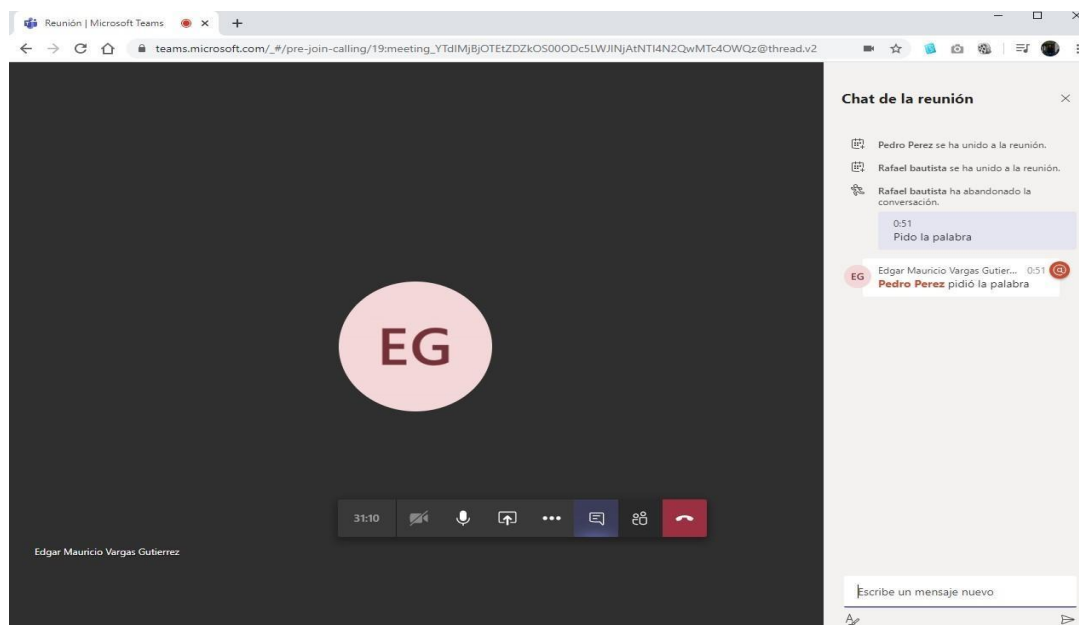 Reunión | Microsoft Teams
teams.microsoft.com/_#/pre-join-calling/19:meeting_YTdlMjBjOTEtZDZkOS00ODc5LWJlNjAtNTI4N2QwMTc4OWQz@thread.v2
Chat de la reunión
Pedro Perez se ha unido a la reunión.
Rafael bautista se ha unido a la reunión.
Rafael bautista ha abandonado la
conversación.
0:51
Pido la palabra
EG
Edgar Mauricio Vargas Gutier... 0:51
Pedro Perez pidió la palabra
EG
31:10
Edgar Mauricio Vargas Gutierrez
Escribe un mensaje nuevo